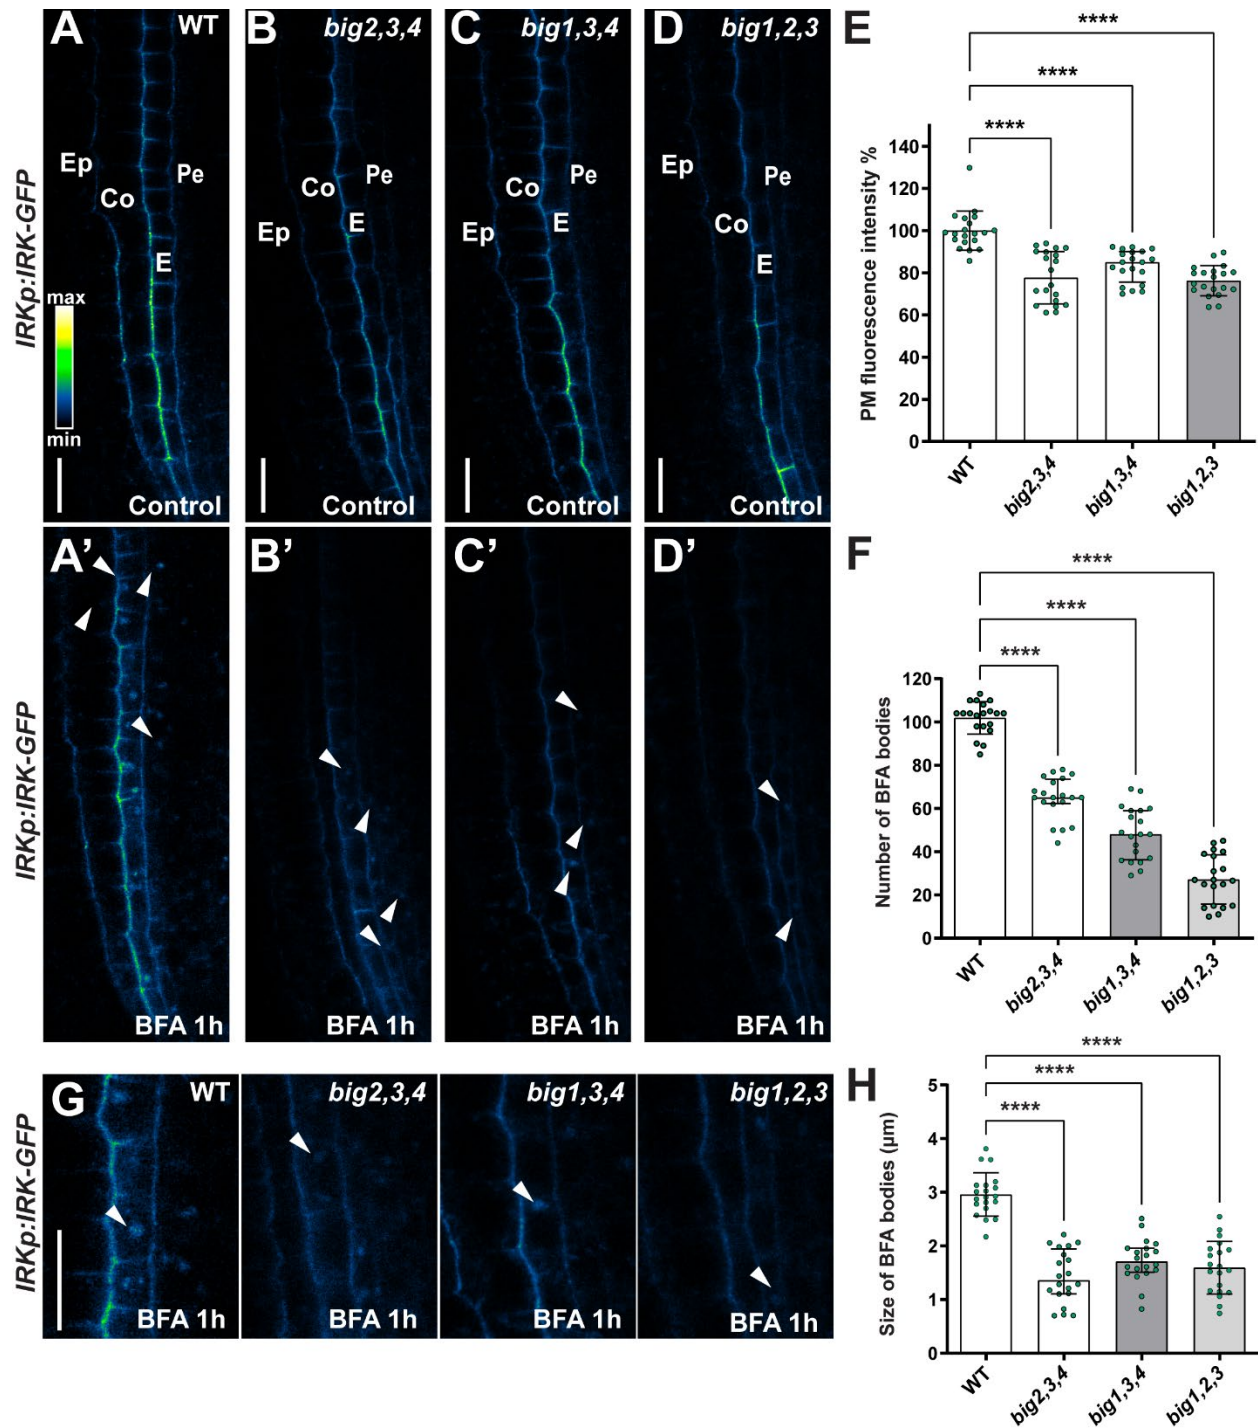 A
WT
B
big2,3,4
C
big1,3,4
D
big1,2,3
IRKp:IRK-GFP
Ep
Co
Pe
E
max
min
Control
Ep
Co
Pe
E
Control
Ep
Co
Pe
E
Control
Ep
Co
Pe
E
Control
E
****
****
****
PM fluorescence intensity %
140
120
100
80
60
40
20
0
WT
big2,3,4
big1,3,4
big1,2,3
A'
B'
C'
D'
IRKp:IRK-GFP
BFA 1h
BFA 1h
BFA 1h
BFA 1h
F
****
****
****
Number of BFA bodies
120
100
80
60
40
20
0
WT
big2,3,4
big1,3,4
big1,2,3
G
WT
big2,3,4
big1,3,4
big1,2,3
IRKp:IRK-GFP
BFA 1h
BFA 1h
BFA 1h
BFA 1h
H
****
****
****
Size of BFA bodies (μm)
5
4
3
2
1
0
WT
big2,3,4
big1,3,4
big1,2,3